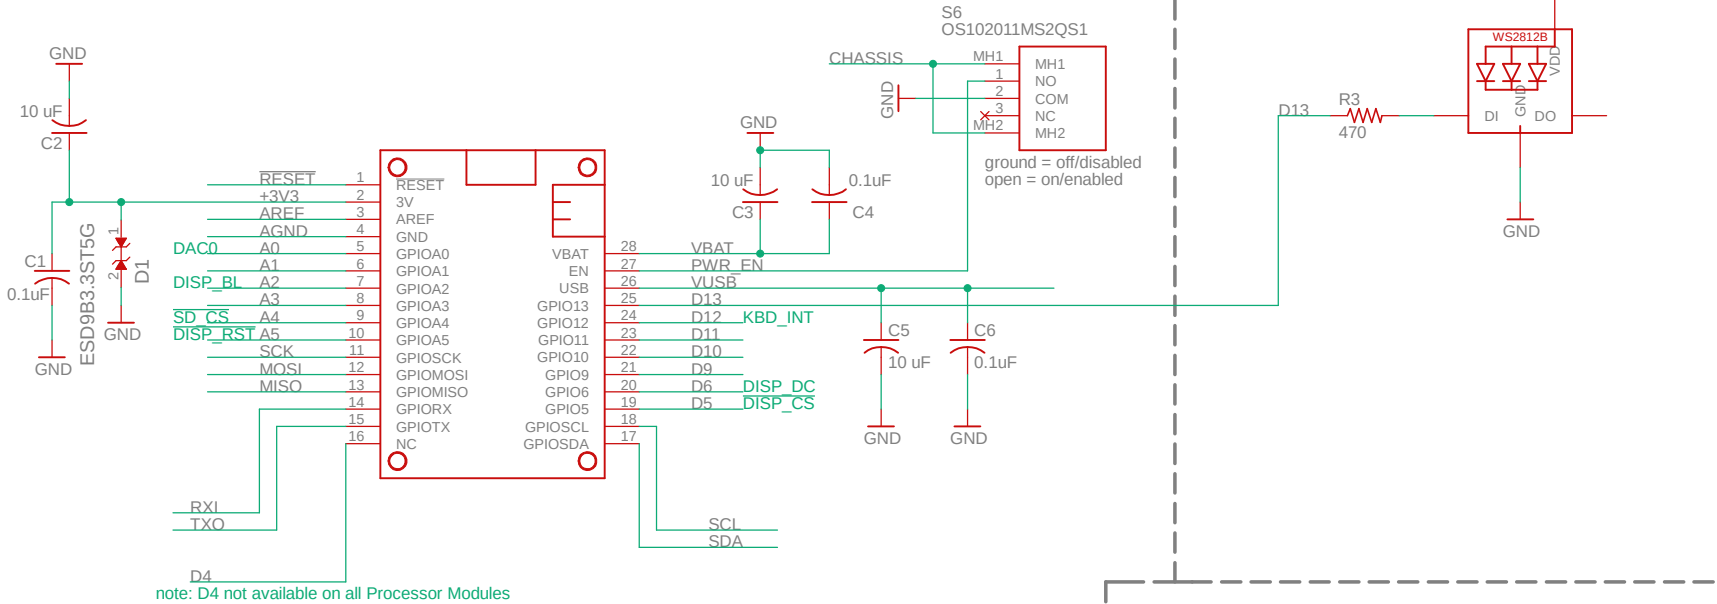 S6
OS102011MS2QS1
CHASSIS
MH1
1
2
3
MH2
MH1
NO
COM
NC
MH2
GND
ground = off/disabled
open = on/enabled
WS2812B
VDD
GND
DI
DO
D13
R3
470
GND
GND
10 uF
C2
C1
0.1uF
GND
ESD9B3.3ST5G
1
2
D1
GND
RESET
+3V3
AREF
AGND
DAC0
A0
A1
DISP_BL
A2
A3
SD_CS
A4
DISP_RST
A5
SCK
MOSI
MISO
1
2
3
4
5
6
7
8
9
10
11
12
13
14
15
16
RESET
3V
AREF
GND
GPIOA0
GPIOA1
GPIOA2
GPIOA3
GPIOA4
GPIOA5
GPIOSCK
GPIOMOSI
GPIOMISO
GPIORX
GPIOTX
NC
VBAT
EN
USB
GPIO13
GPIO12
GPIO11
GPIO10
GPIO9
GPIO6
GPIO5
GPIOSCL
GPIOSDA
28
27
26
25
24
23
22
21
20
19
18
17
VBAT
PWR_EN
VUSB
D13
D12
KBD_INT
D11
D10
D9
D6
DISP_DC
D5
DISP_CS
GND
10 uF
C3
0.1uF
C4
C5
10 uF
GND
C6
0.1uF
GND
RXI
TXO
SCL
SDA
D4
note: D4 not available on all Processor Modules